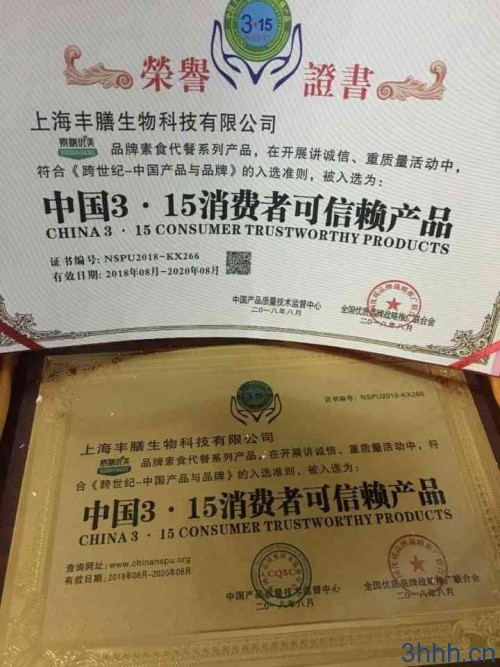 3·15
榮譽 證書
上海丰膳生物科技有限公司
素膳优美 品牌素食代餐系列产品，在开展讲诚信、重质量活动中，
符合《跨世纪-中国产品与品牌》的入选准则，被入选为：
中国3·15消费者可信赖产品
CHINA 3·15 CONSUMER TRUSTWORTHY PRODUCTS
证书编号: NSPU2018-KX266
有效日期: 2018年08月-2020年08月
中国产品质量技术监督中心
二〇一八年八月
全国优质品牌战略推广联合会
二〇一八年八月
3·15
证书编号: NSPU2018-KX266
上海丰膳生物科技有限公司
素膳优美 品牌素食代餐系列产品，在开展讲诚信、重质量活动中，符
合《跨世纪-中国产品与品牌》的入选准则，被入选为：
中国3·15消费者可信赖产品
CHINA 3·15 CONSUMER TRUSTWORTHY PRODUCTS
查询网址: www.chinanspu.org
有效日期: 2018年08月-2020年08月
CQSC
中国产品质量技术监督中心
二〇一八年八月
全国优质品牌战略推广联合会
二〇一八年八月
3hhh.cn